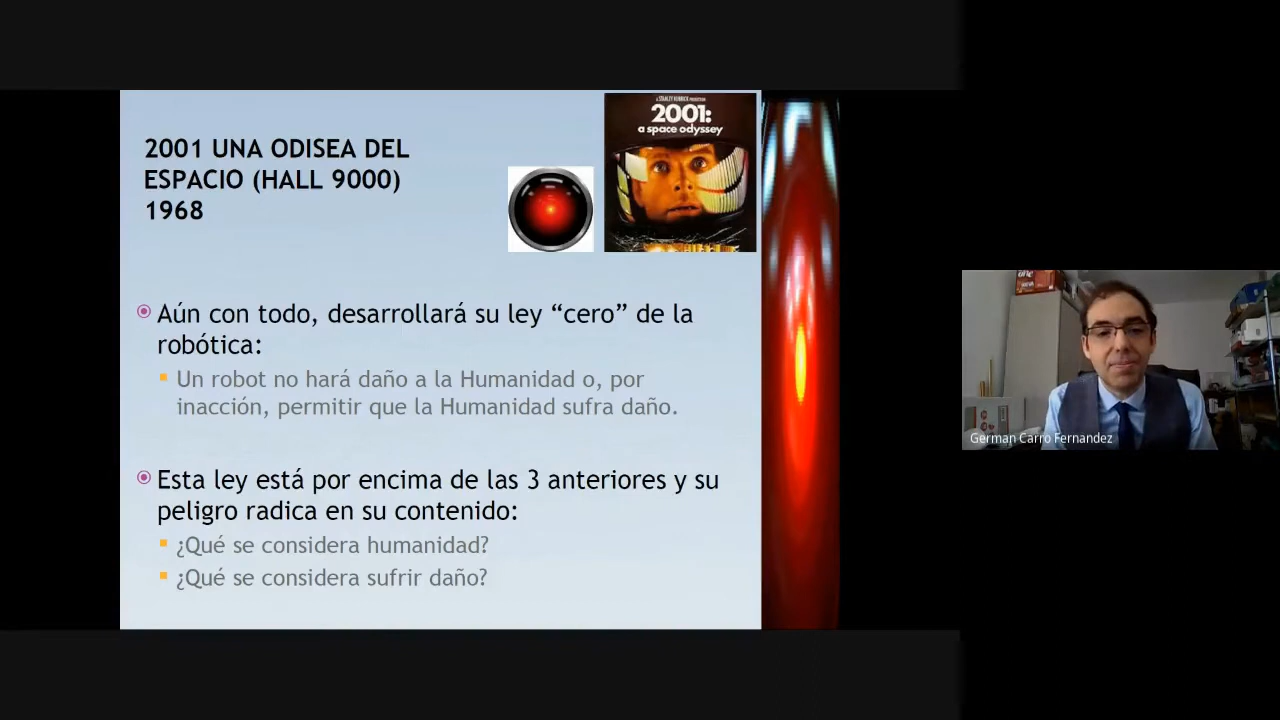 2001 UNA ODISEA DEL
ESPACIO (HALL 9000)
1968
2001:
a space odyssey
Aún con todo, desarrollará su ley “cero” de la
robótica:
Un robot no hará daño a la Humanidad o, por
inacción, permitir que la Humanidad sufra daño.
Esta ley está por encima de las 3 anteriores y su
peligro radica en su contenido:
¿Qué se considera humanidad?
¿Qué se considera sufrir daño?
German Carro Fernandez